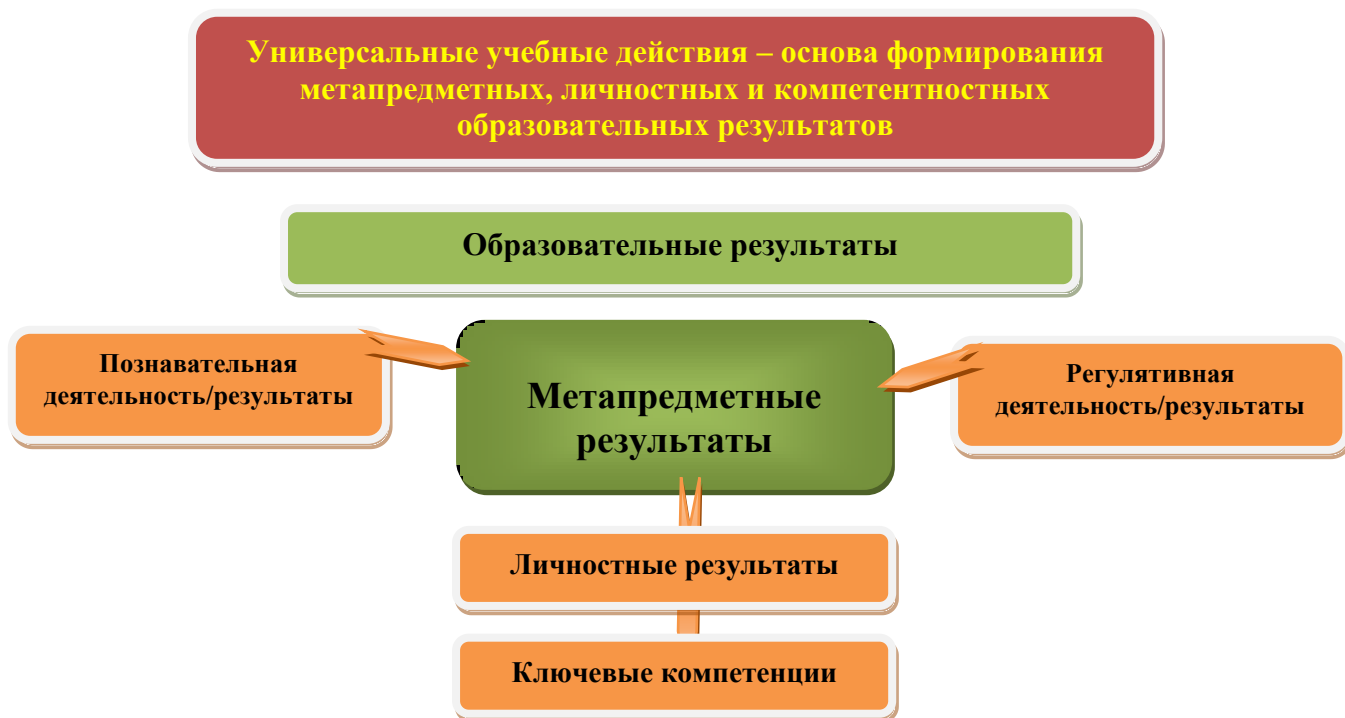 Универсальные учебные действия – основа формирования
метапредметных, личностных и компетентностных
образовательных результатов
Образовательные результаты
Познавательная
деятельность/результаты
Метапредметные
результаты
Регулятивная
деятельность/результаты
Личностные результаты
Ключевые компетенции